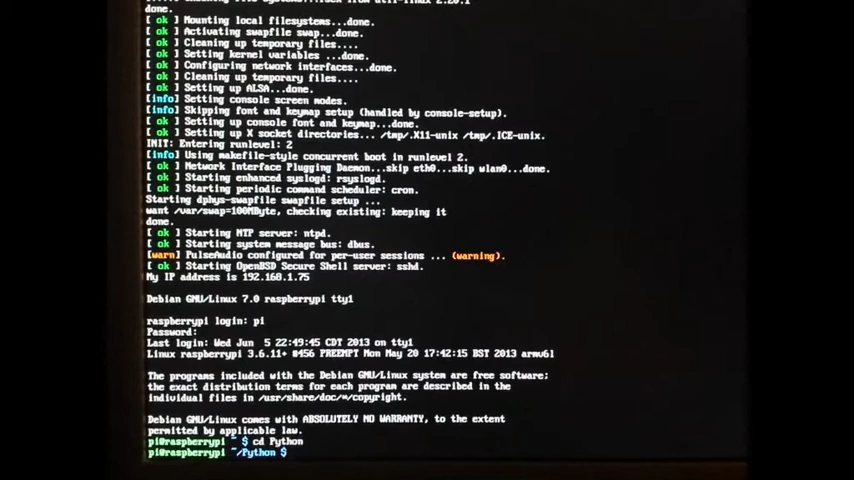 done.
[ ok ] Mounting local filesystems...done.
[ ok ] Activating swapfile swap...done.
[ ok ] Cleaning up temporary files....
[ ok ] Setting kernel variables ...done.
[ ok ] Configuring network interfaces...done.
[ ok ] Cleaning up temporary files....
[ ok ] Setting up ALSA...done.
[info] Setting console screen modes.
[info] Skipping font and keymap setup (handled by console-setup).
[ ok ] Setting up console font and keymap...done.
[ ok ] Setting up X socket directories... /tmp/.X11-unix /tmp/.ICE-unix.
INIT: Entering runlevel: 2
[info] Using makefile-style concurrent boot in runlevel 2.
[ ok ] Network Interface Plugging Daemon...skip eth0...skip wlan0...done.
[ ok ] Starting enhanced syslogd: rsyslogd.
[ ok ] Starting periodic command scheduler: cron.
Starting dphys-swapfile swapfile setup ...
want /var/swap=100MByte, checking existing: keeping it
done.
[ ok ] Starting NTP server: ntpd.
[ ok ] Starting system message bus: dbus.
[warn] PulseAudio configured for per-user sessions ... (warning).
[ ok ] Starting OpenBSD Secure Shell server: sshd.
My IP address is 192.168.1.75
Debian GNU/Linux 7.0 raspberrypi tty1
raspberrypi login: pi
Password:
Last login: Wed Jun  5 22:49:45 CDT 2013 on tty1
Linux raspberrypi 3.6.11+ #456 PREEMPT Mon May 20 17:42:15 BST 2013 armv6l
The programs included with the Debian GNU/Linux system are free software;
the exact distribution terms for each program are described in the
individual files in /usr/share/doc/*/copyright.
Debian GNU/Linux comes with ABSOLUTELY NO WARRANTY, to the extent
permitted by applicable law.
pi@raspberrypi ~ $ cd Python
pi@raspberrypi ~/Python $